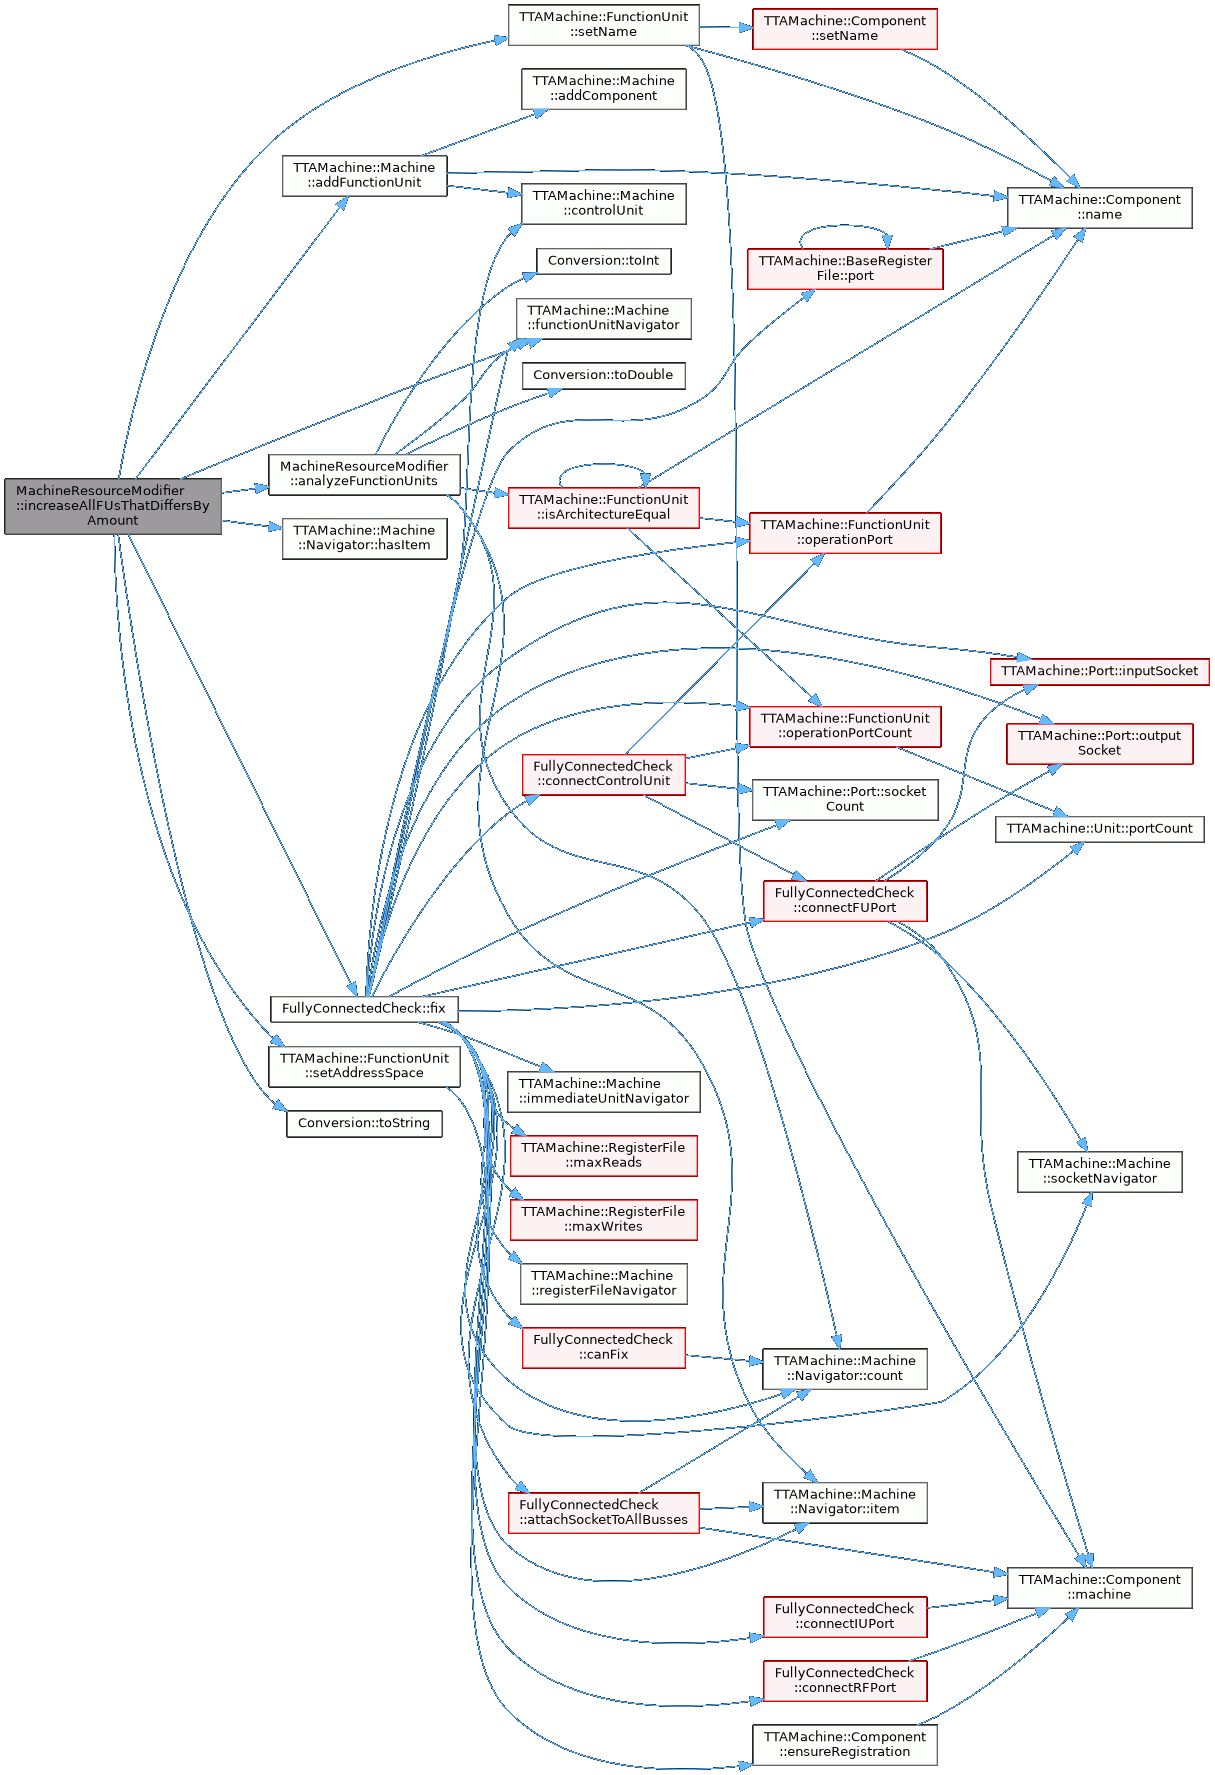 TTAMachine::FunctionUnit
::setName
TTAMachine::Component
::setName
TTAMachine::Machine
::addComponent
TTAMachine::Machine
::addFunctionUnit
TTAMachine::Machine
::controlUnit
TTAMachine::Component
::name
Conversion::toInt
TTAMachine::BaseRegister
File::port
TTAMachine::Machine
::functionUnitNavigator
Conversion::toDouble
MachineResourceModifier
::analyzeFunctionUnits
MachineResourceModifier
::increaseAllFUsThatDiffersBy
Amount
TTAMachine::FunctionUnit
::isArchitectureEqual
TTAMachine::Machine
::Navigator::hasItem
TTAMachine::FunctionUnit
::operationPort
TTAMachine::Port::inputSocket
TTAMachine::FunctionUnit
::operationPortCount
TTAMachine::Port::output
Socket
FullyConnectedCheck
::connectControlUnit
TTAMachine::Port::socket
Count
TTAMachine::Unit::portCount
FullyConnectedCheck
::connectFUPort
FullyConnectedCheck::fix
TTAMachine::FunctionUnit
::setAddressSpace
TTAMachine::Machine
::immediateUnitNavigator
Conversion::toString
TTAMachine::RegisterFile
::maxReads
TTAMachine::Machine
::socketNavigator
TTAMachine::RegisterFile
::maxWrites
TTAMachine::Machine
::registerFileNavigator
FullyConnectedCheck
::canFix
TTAMachine::Machine
::Navigator::count
FullyConnectedCheck
::attachSocketToAllBusses
TTAMachine::Machine
::Navigator::item
TTAMachine::Component
::machine
FullyConnectedCheck
::connectIUPort
FullyConnectedCheck
::connectRFPort
TTAMachine::Component
::ensureRegistration